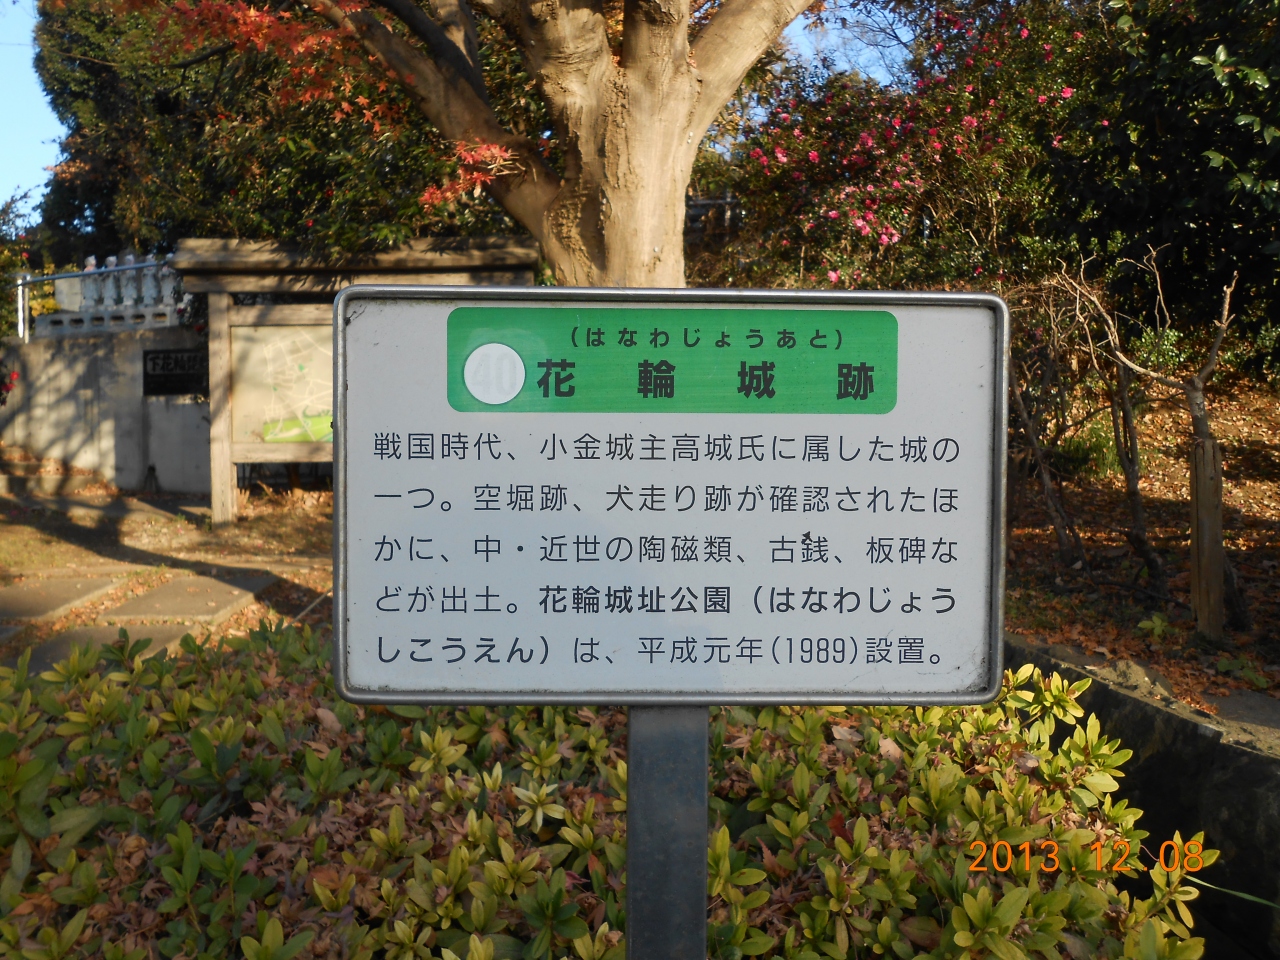 (はなわじょうあと)
40 花輪城跡
戦国時代、小金城主高城氏に属した城の
一つ。空堀跡、犬走り跡が確認されたほ
かに、中・近世の陶磁類、古銭、板碑な
どが出土。花輪城址公園（はなわじょう
しこうえん）は、平成元年(1989)設置。
2013.12.08